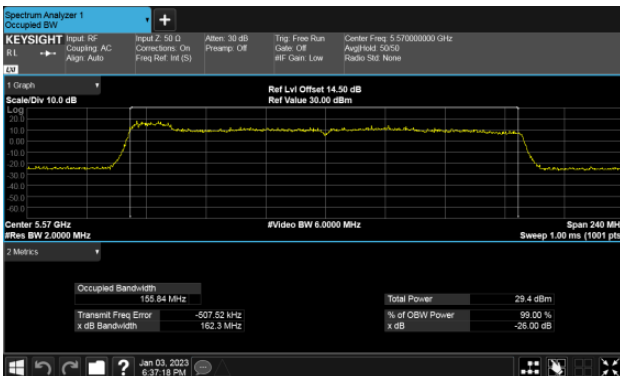 Spectrum Analyzer 1
Occupied BW
+
KEYSIGHT Input: RF Input Z: 50 Ω Atten: 30 dB Trig: Free Run Center Freq: 5.570000000 GHz
RL Coupling: AC Corrections: On Preamp: Off Gate: Off Avg|Hold: 50/50
Align: Auto Freq Ref: Int (S) #IF Gain: Low Radio Std: None
LXI
1 Graph
Ref Lvl Offset 14.50 dB
Scale/Div 10.0 dB Ref Value 30.00 dBm
Log
20.0
10.0
0.00
-10.0
-20.0
-30.0
-40.0
-50.0
-60.0
Center 5.57 GHz #Video BW 6.0000 MHz Span 240 MH
#Res BW 2.0000 MHz Sweep 1.00 ms (1001 pts
2 Metrics
Occupied Bandwidth
155.84 MHz Total Power 29.4 dBm
Transmit Freq Error -507.52 kHz % of OBW Power 99.00 %
x dB Bandwidth 162.3 MHz x dB -26.00 dB
? Jan 03, 2023
6:37:18 PM